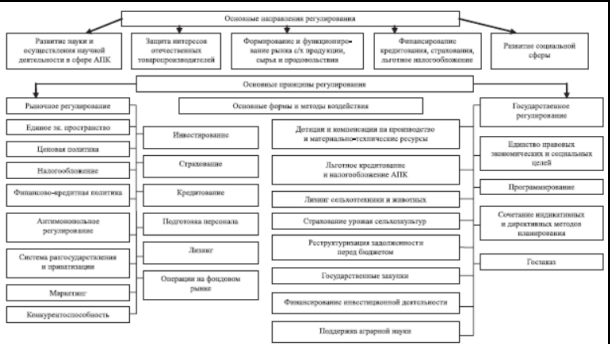 Основные направления регулирования
Развитие науки и
осуществления научной
деятельности в сфере АПК
Защита интересов
отечественных
товаропроизводителей
Формирование и функциониро-
вание рынка с/х продукции,
сырья и продовольствия
Финансирование
кредитования, страхования,
льготного налогообложение
Развитие социальной
сферы
Основные принципы регулирования
Рыночное регулирование
Единое эк. пространство
Ценовая политика
Налогообложение
Финансово-кредитная политика
Антимонопольное
регулирование
Система разгосударствления
и приватизации
Маркетинг
Конкурентоспособность
Основные формы и методы воздействия
Инвестирование
Страхование
Кредитование
Подготовка персонала
Лизинг
Операции на фондовом
рынке
Дотации и компенсации на производство
и материально-технические ресурсы
Льготное кредитование
и налогообложение АПК
Лизинг сельхозтехники и животных
Страхование урожая сельхозкультур
Реструктуризация задолженности
перед бюджетом
Государственные закупки
Финансирование инвестиционной деятельности
Поддержка аграрной науки
Государственное
регулирование
Единство правовых
экономических и социальных
целей
Программирование
Сочетание индикативных
и директивных методов
планирования
Госзаказ